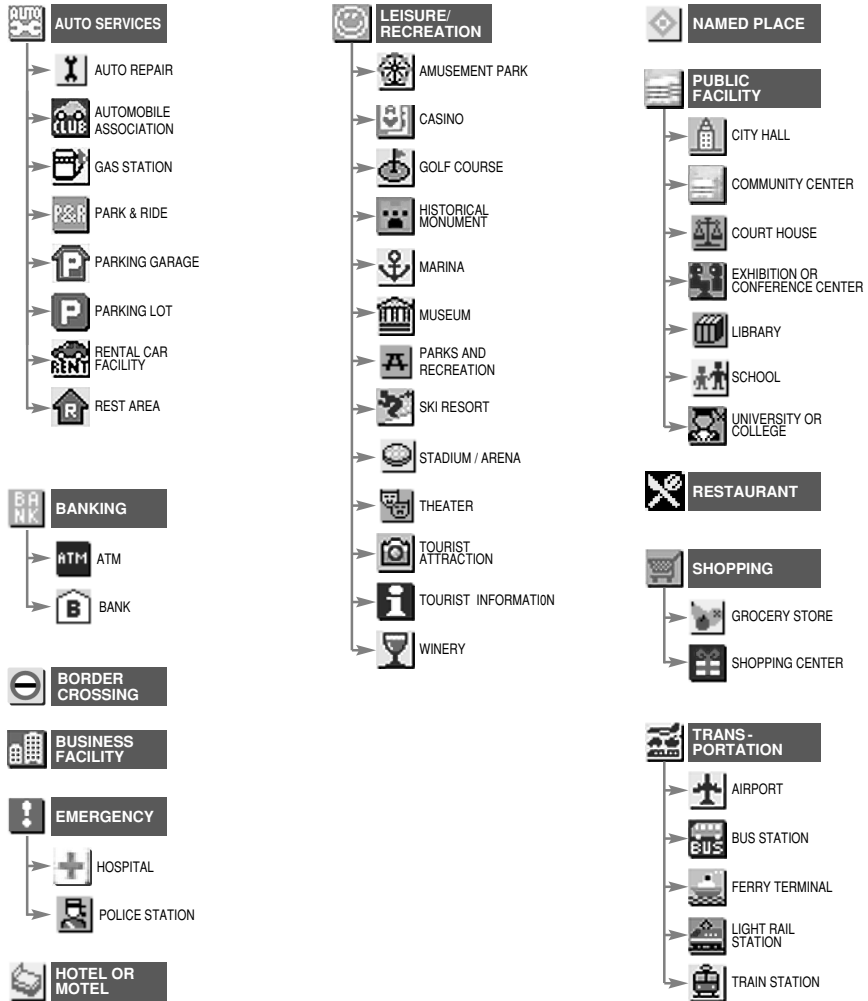 AUTO
AUTO SERVICES
AUTO REPAIR
CLUB
AUTOMOBILE
ASSOCIATION
GAS STATION
P&R
PARK & RIDE
P
PARKING GARAGE
P
PARKING LOT
RENT
RENTAL CAR
FACILITY
R
REST AREA
BA
NK
BANKING
ATM
ATM
B
BANK
BORDER
CROSSING
BUSINESS
FACILITY
!
EMERGENCY
HOSPITAL
POLICE STATION
HOTEL OR
MOTEL
LEISURE/
RECREATION
AMUSEMENT PARK
CASINO
GOLF COURSE
HISTORICAL
MONUMENT
MARINA
MUSEUM
PARKS AND
RECREATION
SKI RESORT
STADIUM / ARENA
THEATER
TOURIST
ATTRACTION
i
TOURIST INFORMATI0N
WINERY
NAMED PLACE
PUBLIC
FACILITY
CITY HALL
COMMUNITY CENTER
COURT HOUSE
EXHIBITION OR
CONFERENCE CENTER
LIBRARY
SCHOOL
UNIVERSITY OR
COLLEGE
RESTAURANT
SHOPPING
GROCERY STORE
SHOPPING CENTER
TRANS-
PORTATION
AIRPORT
BUS
BUS STATION
FERRY TERMINAL
LIGHT RAIL
STATION
TRAIN STATION